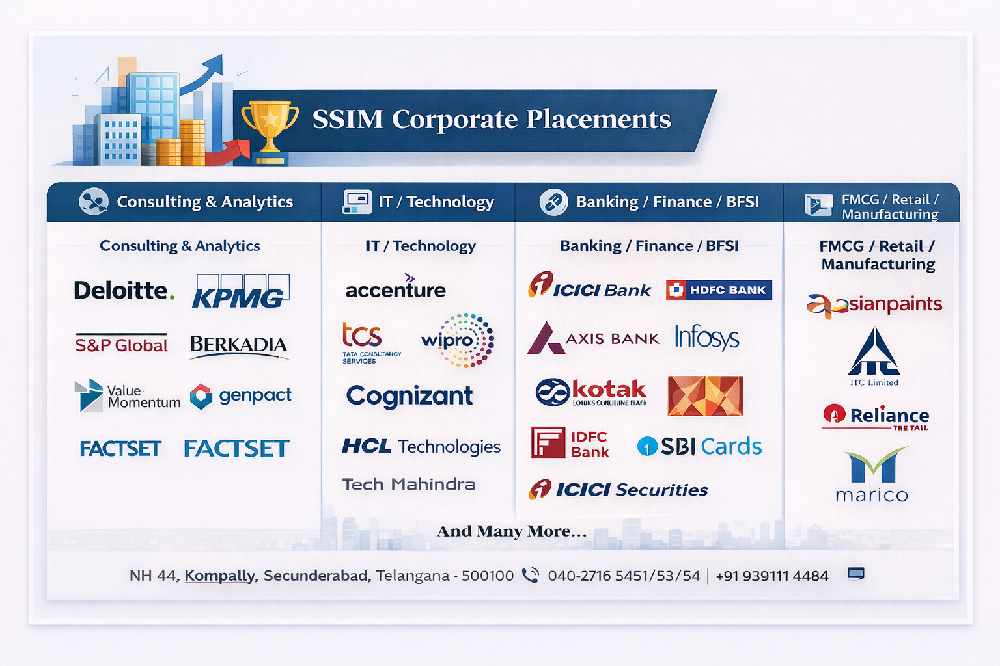 SSIM Corporate Placements
Consulting & Analytics
IT / Technology
Banking / Finance / BFSI
FMCG / Retail /
Manufacturing
Consulting & Analytics
Deloitte.
KPMG
S&P Global
BERKADIA
Value
Momentum
genpact
FACTSET
FACTSET
IT / Technology
accenture
tcs
TATA CONSUTANCY
SERVICES
wipro
Cognizant
HCL Technologies
Tech Mahindra
Banking / Finance / BFSI
ICICI Bank
HDFC BANK
AXIS BANK
Infosys
kotak
IDFC
Bank
SBI Cards
ICICI Securities
FMCG / Retail /
Manufacturing
asianpaints
ITC
ITC Limited
Reliance
TRE TAIL
marico
And Many More...
NH 44, Kompally, Secunderabad, Telangana - 500100 040-2716 5451/53/54 | +91 939111 4484